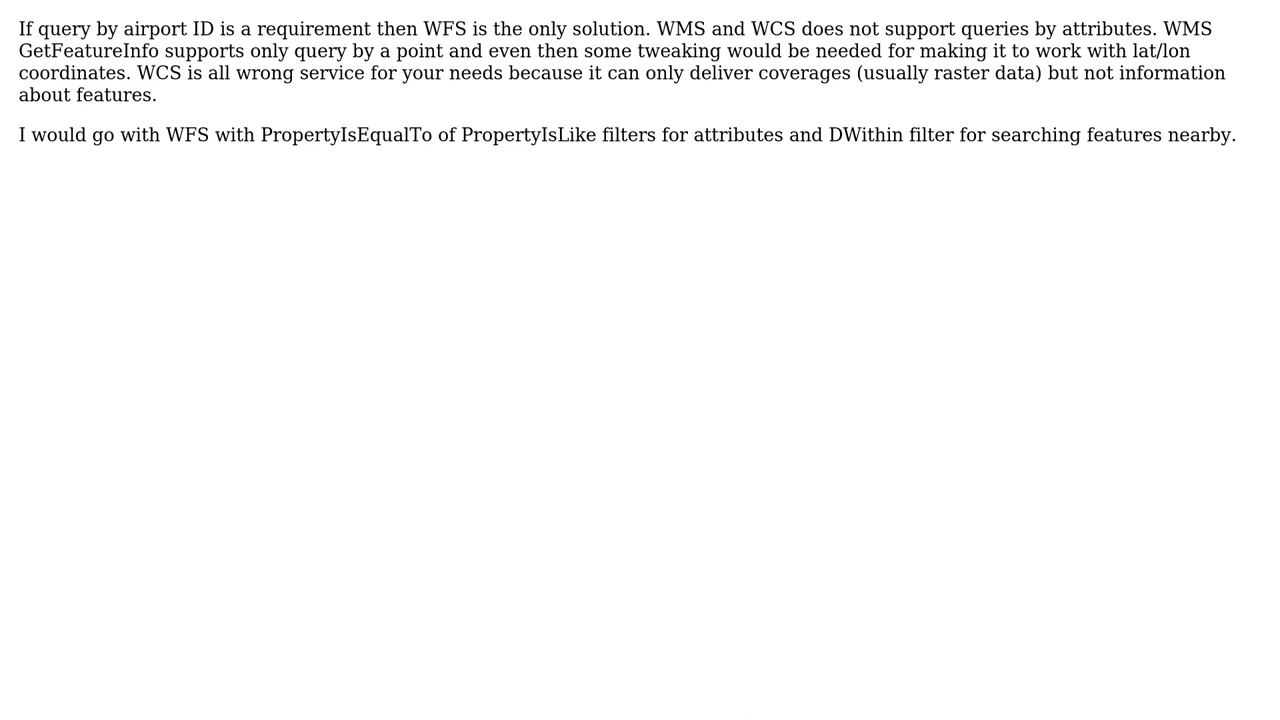 If query by airport ID is a requirement then WFS is the only solution. WMS and WCS does not support queries by attributes. WMS
GetFeatureInfo supports only query by a point and even then some tweaking would be needed for making it to work with lat/lon
coordinates. WCS is all wrong service for your needs because it can only deliver coverages (usually raster data) but not information
about features.
I would go with WFS with PropertyIsEqualTo of PropertyIsLike filters for attributes and DWithin filter for searching features nearby.